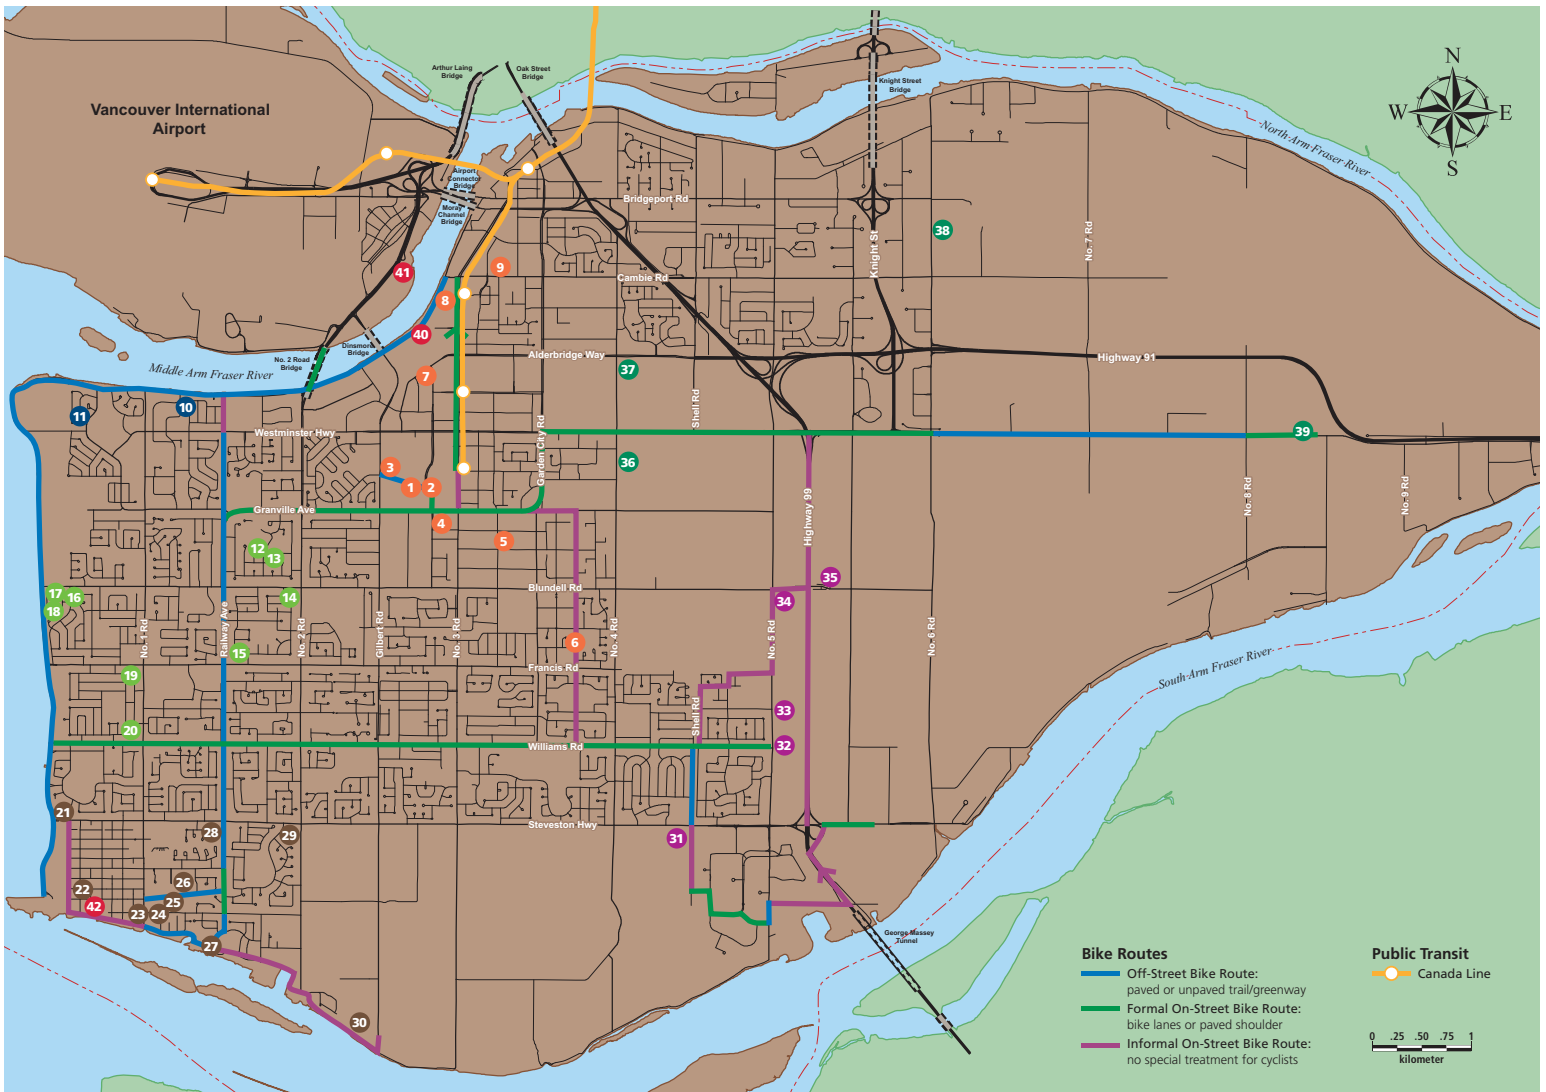 Arthur Laing
Bridge
Oak Street
Bridge
Knight Street
Bridge
N
W
E
S
Vancouver International
Airport
North Arm Fraser River
Airport
Connector
Bridge
Moray
Channel
Bridge
Bridgeport Rd
38
No. 7 Rd
Knight St
41
9
Cambie Rd
8
40
No. 2 Road
Bridge
Dinsmore
Bridge
Middle Arm Fraser River
Alderbridge Way
Highway 91
7
37
11
10
Shell Rd
Westminster Hwy
Garden City Rd
39
3
36
1
2
No. 8 Rd
No. 9 Rd
Granville Ave
4
Highway 99
5
12
13
35
Blundell Rd
17
16
18
14
34
No. 1 Rd
Railway Ave
No. 2 Rd
Gilbert Rd
No. 3 Rd
6
No. 4 Rd
No. 5 Rd
No. 6 Rd
15
Francis Rd
19
South Arm Fraser River
Shell Rd
33
20
Williams Rd
32
21
Steveston Hwy
28
29
31
22
26
42
25
23
24
27
George Massey
Tunnel
30
Bike Routes
Off-Street Bike Route:
paved or unpaved trail/greenway
Formal On-Street Bike Route:
bike lanes or paved shoulder
Informal On-Street Bike Route:
no special treatment for cyclists
Public Transit
Canada Line
0 .25 .50 .75 1
kilometer